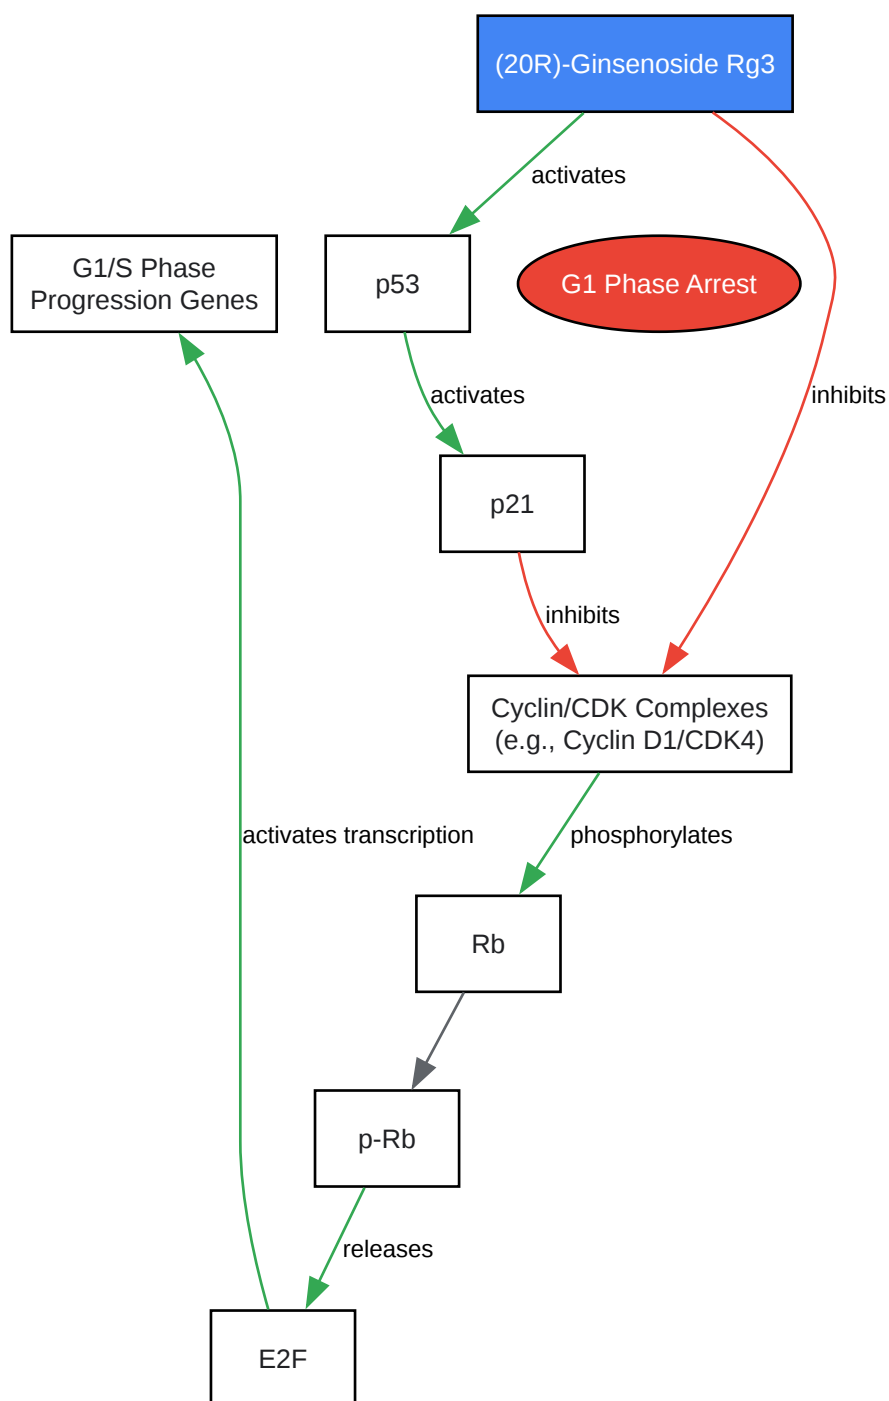 (20R)-Ginsenoside Rg3
activates
G1/S Phase
Progression Genes
p53
G1 Phase Arrest
activates
inhibits
p21
inhibits
Cyclin/CDK Complexes
(e.g., Cyclin D1/CDK4)
activates transcription
phosphorylates
Rb
p-Rb
releases
E2F